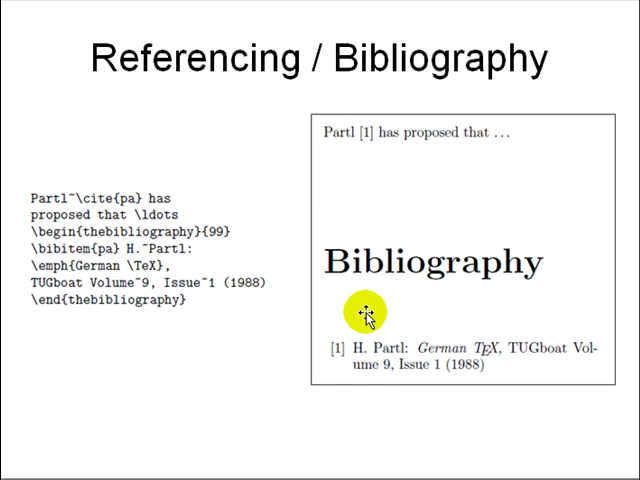 Referencing / Bibliography
Partl~\cite{pa} has
proposed that \ldots
\begin{thebibliography}{99}
\bibitem{pa} H.~Partl:
\emph{German \TeX},
TUGboat Volume~9, Issue~1 (1988)
\end{thebibliography}
Partl [1] has proposed that ...
Bibliography
[1] H. Partl: German TEX, TUGboat Vol-
ume 9, Issue 1 (1988)